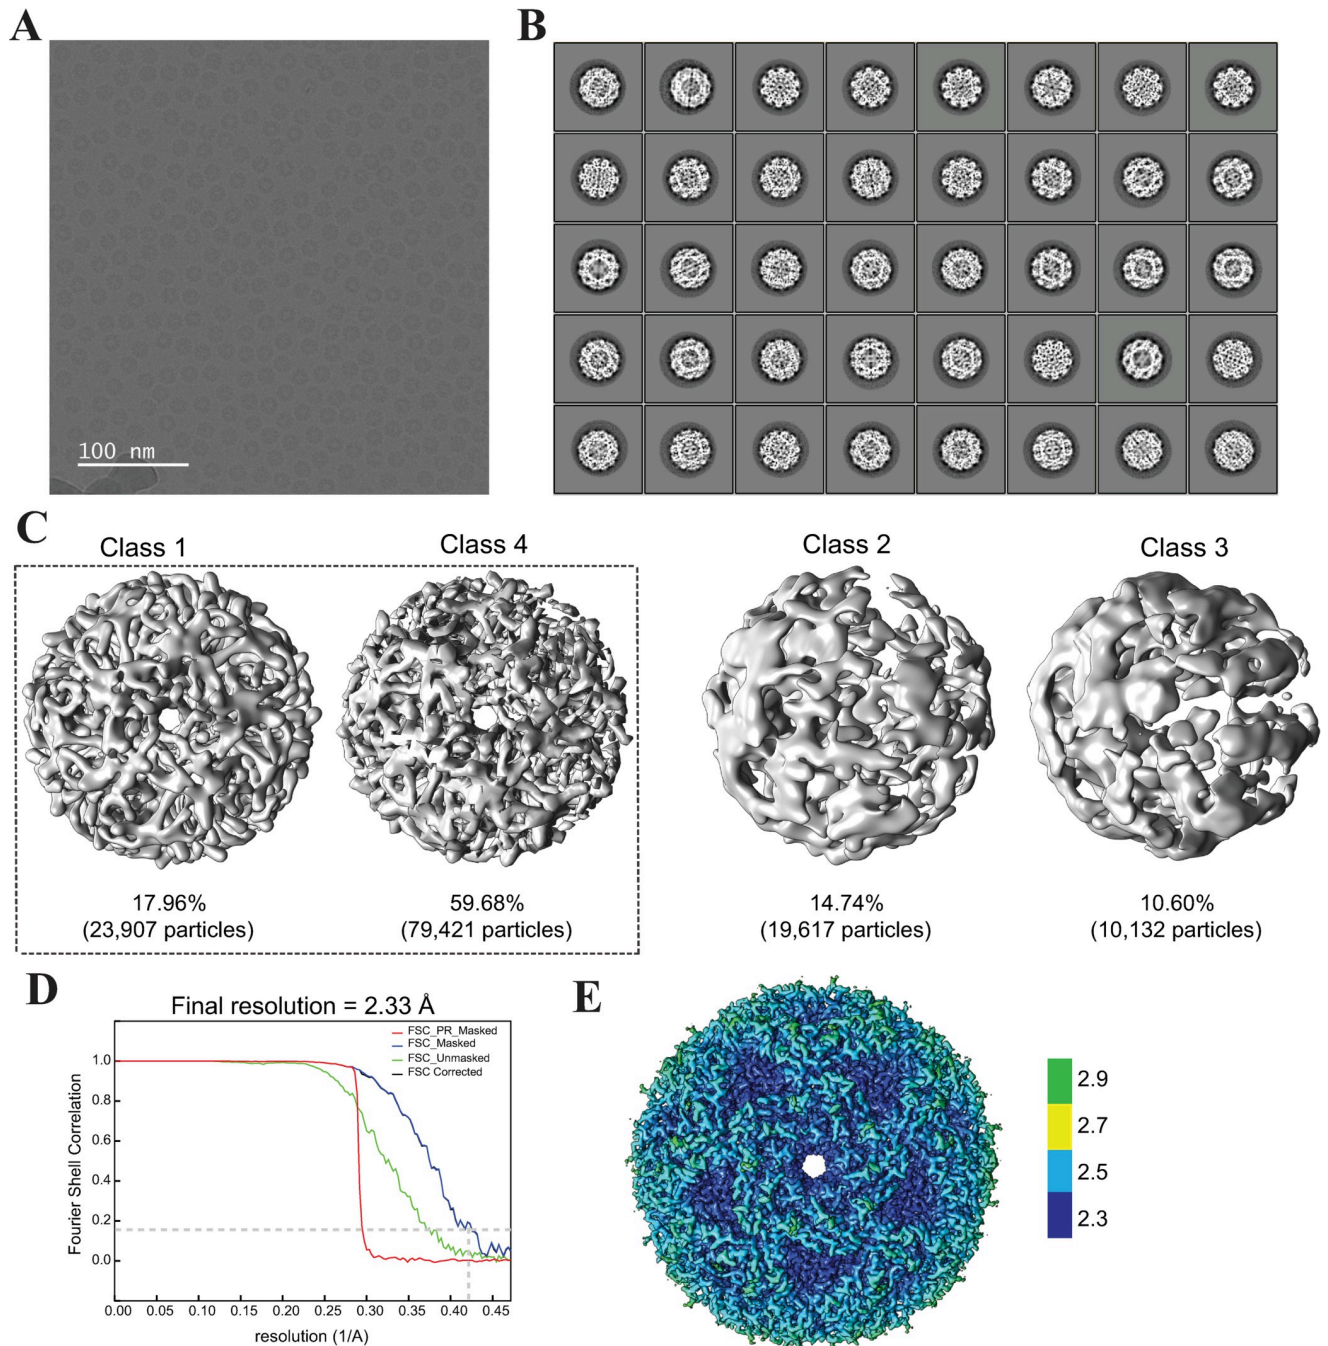 A
B
100 nm
C
Class 1
Class 4
Class 2
Class 3
17.96%
(23,907 particles)
59.68%
(79,421 particles)
14.74%
(19,617 particles)
10.60%
(10,132 particles)
D
Final resolution = 2.33 Å
FSC_PR_Masked
FSC_Masked
FSC_Unmasked
FSC Corrected
Fourier Shell Correlation
1.0
0.8
0.6
0.4
0.2
0.0
0.00 0.05 0.10 0.15 0.20 0.25 0.30 0.35 0.40 0.45
resolution (1/A)
E
2.9
2.7
2.5
2.3